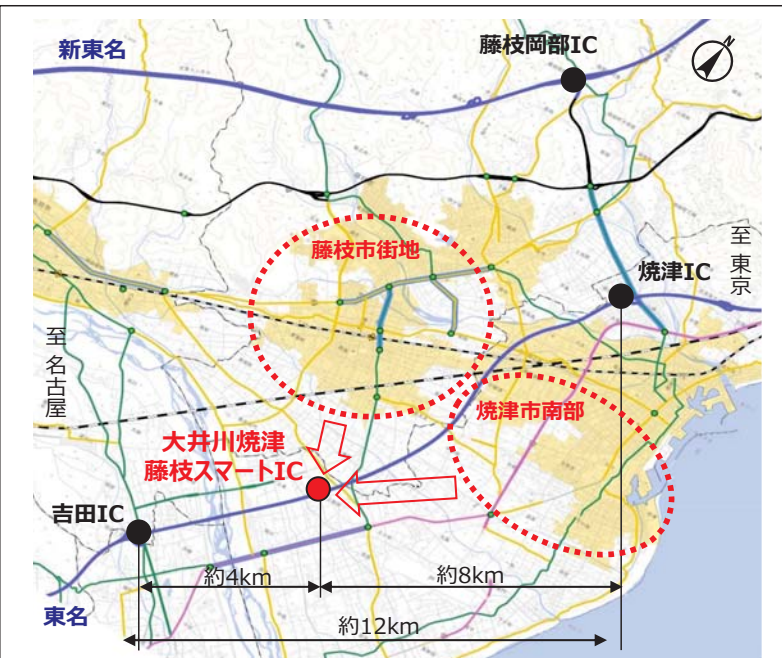 新東名
藤枝岡部IC
N
藤枝市街地
焼津IC
至 東京
至 名古屋
焼津市南部
大井川焼津
藤枝スマートIC
吉田IC
約4km
約8km
東名
約12km